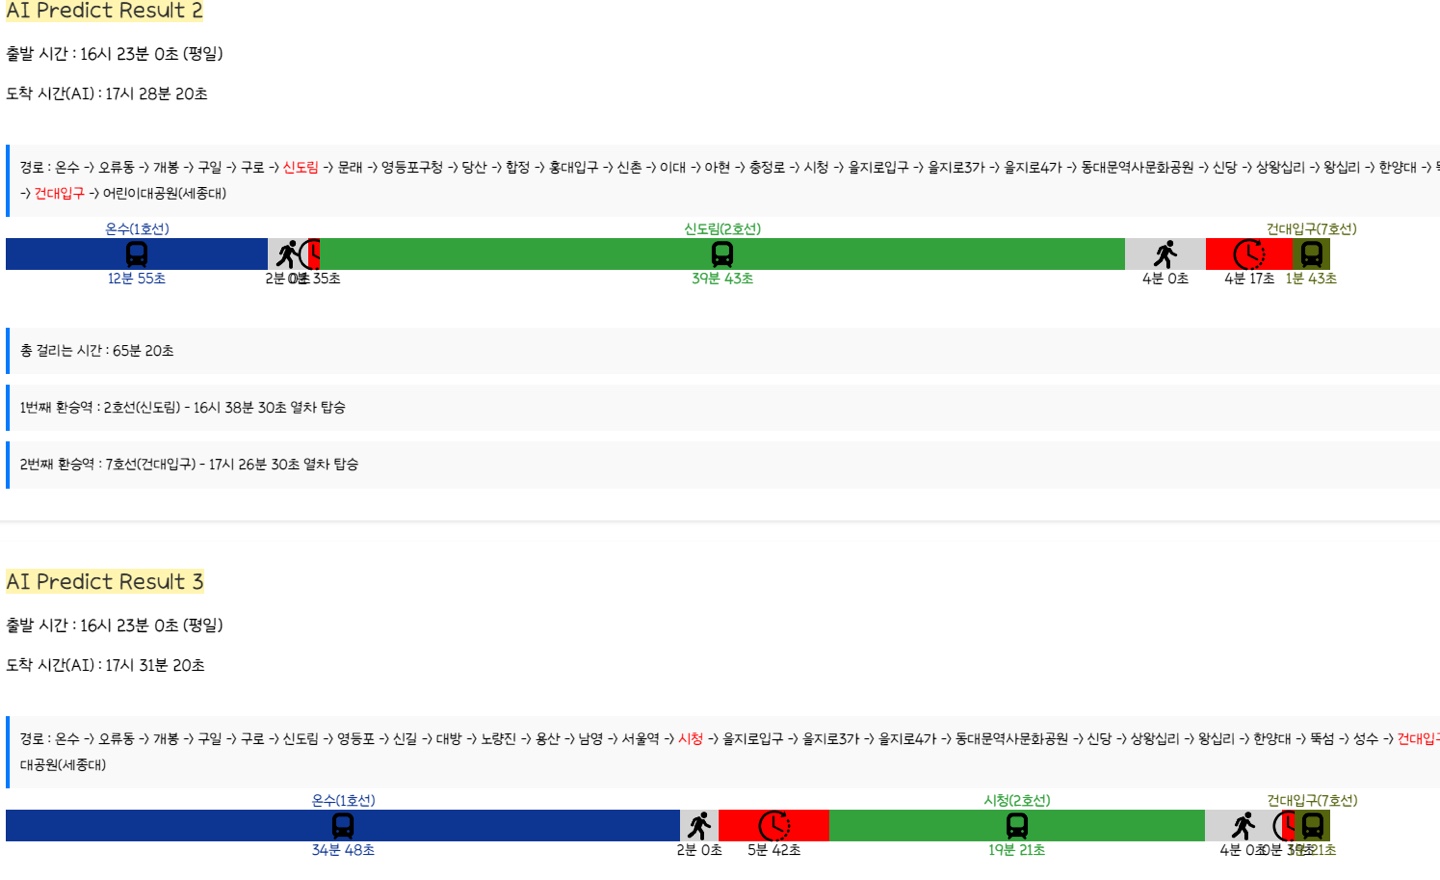 AI Predict Result 2
출발 시간 : 16시 23분 0초 (평일)
도착 시간(AI) : 17시 28분 20초
경로 : 온수 -> 오류동 -> 개봉 -> 구일 -> 구로 -> 신도림 -> 문래 -> 영등포구청 -> 당산 -> 합정 -> 홍대입구 -> 신촌 -> 이대 -> 아현 -> 충정로 -> 시청 -> 을지로입구 -> 을지로3가 -> 을지로4가 -> 동대문역사문화공원 -> 신당 -> 상왕십리 -> 왕십리 -> 한양대 ->
-> 건대입구 -> 어린이대공원(세종대)
온수(1호선) 신도림(2호선) 건대입구(7호선)
12분 55초 2분 35초 39분 43초 4분 0초 4분 17초 1분 43초
총 걸리는 시간 : 65분 20초
1번째 환승역 : 2호선(신도림) - 16시 38분 30초 열차 탑승
2번째 환승역 : 7호선(건대입구) - 17시 26분 30초 열차 탑승
AI Predict Result 3
출발 시간 : 16시 23분 0초 (평일)
도착 시간(AI) : 17시 31분 20초
경로 : 온수 -> 오류동 -> 개봉 -> 구일 -> 구로 -> 신도림 -> 영등포 -> 신길 -> 대방 -> 노량진 -> 용산 -> 남영 -> 서울역 -> 시청 -> 을지로입구 -> 을지로3가 -> 을지로4가 -> 동대문역사문화공원 -> 신당 -> 상왕십리 -> 왕십리 -> 한양대 -> 뚝섬 -> 성수 -> 건대입
대공원(세종대)
온수(1호선) 시청(2호선) 건대입구(7호선)
34분 48초 2분 0초 5분 42초 19분 21초 4분 0분 21초